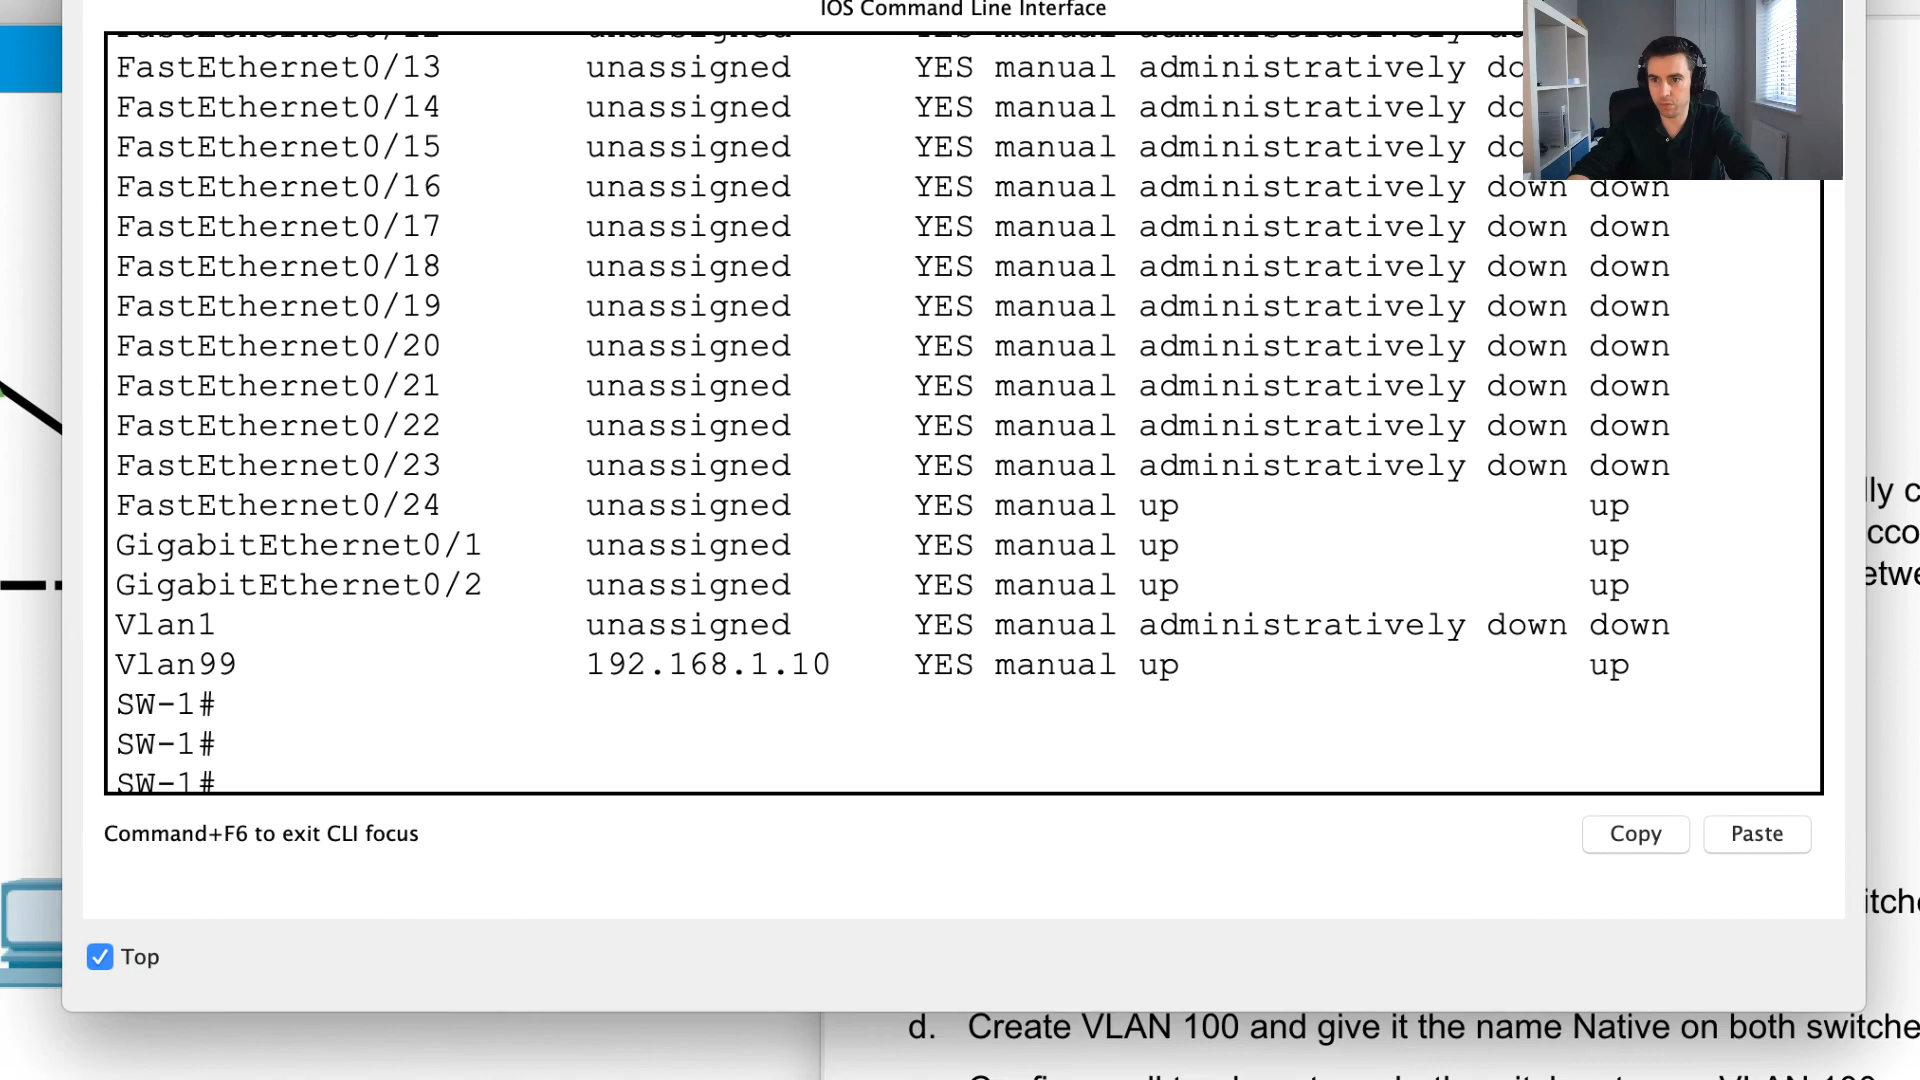 IOS Command Line Interface
FastEthernet0/13 unassigned YES manual administratively do
FastEthernet0/14 unassigned YES manual administratively do
FastEthernet0/15 unassigned YES manual administratively do
FastEthernet0/16 unassigned YES manual administratively down down
FastEthernet0/17 unassigned YES manual administratively down down
FastEthernet0/18 unassigned YES manual administratively down down
FastEthernet0/19 unassigned YES manual administratively down down
FastEthernet0/20 unassigned YES manual administratively down down
FastEthernet0/21 unassigned YES manual administratively down down
FastEthernet0/22 unassigned YES manual administratively down down
FastEthernet0/23 unassigned YES manual administratively down down
FastEthernet0/24 unassigned YES manual up up
GigabitEthernet0/1 unassigned YES manual up up
GigabitEthernet0/2 unassigned YES manual up up
Vlan1 unassigned YES manual administratively down down
Vlan99 192.168.1.10 YES manual up up
SW-1#
SW-1#
SW-1#
Command+F6 to exit CLI focus
Copy
Paste
Top
lly c
cco
etwe
itche
d. Create VLAN 100 and give it the name Native on both switche